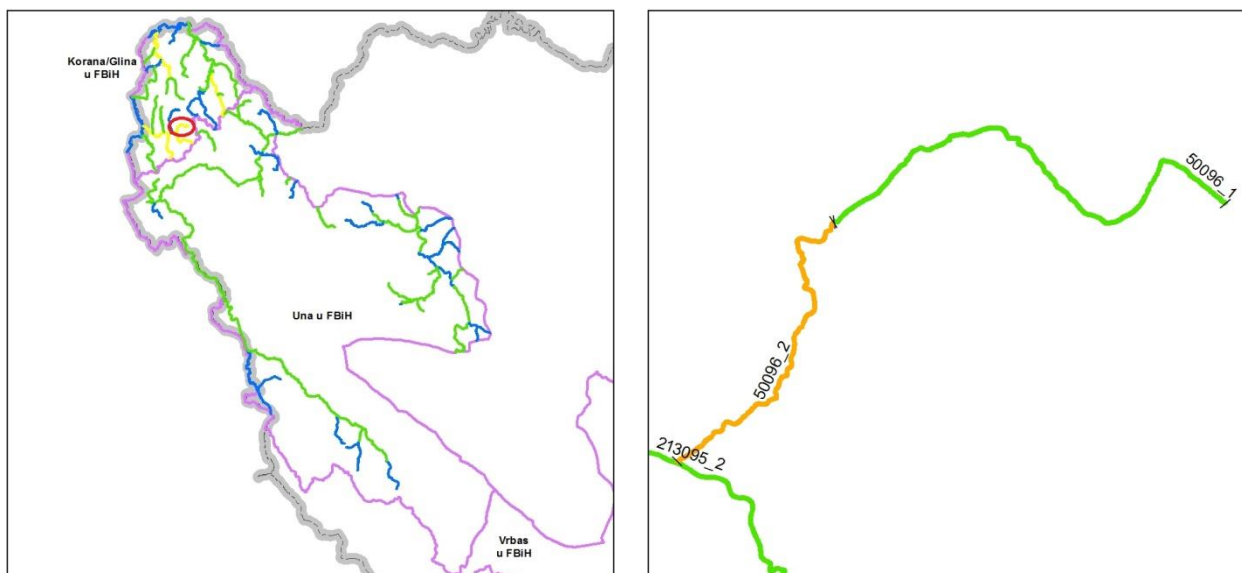 Korana/Glina
u FBiH
Una u FBiH
Vrbas
u FBiH
50096_1
50096_2
213095_2